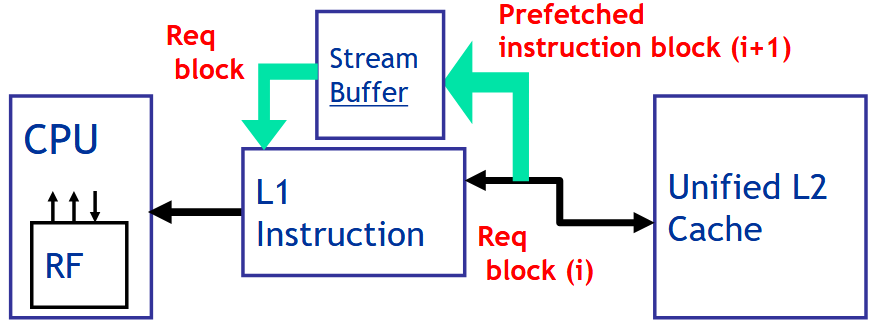 Req
block
Stream
Buffer
Prefetched
instruction block (i+1)
CPU
RF
L1
Instruction
Req
block (i)
Unified L2
Cache